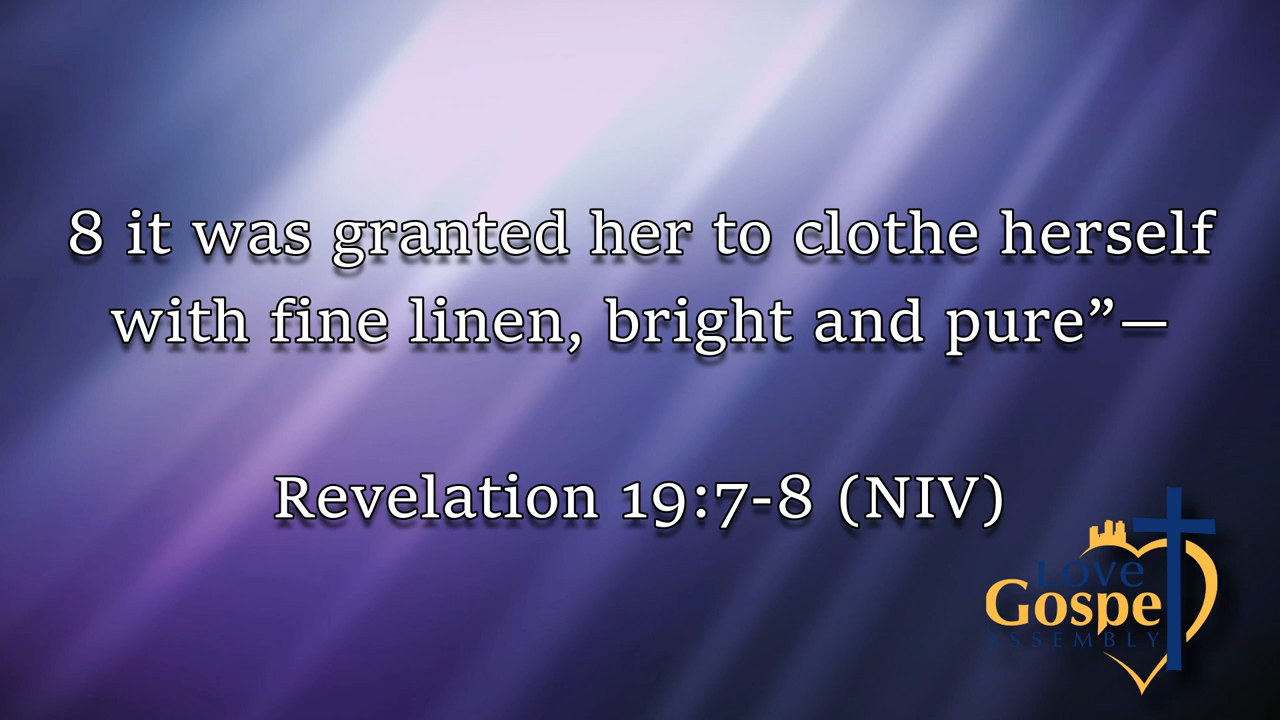 8 it was granted her to clothe herself
with fine linen, bright and pure”—
Revelation 19:7-8 (NIV)
LOVE
Gospe
ASSEMBLY